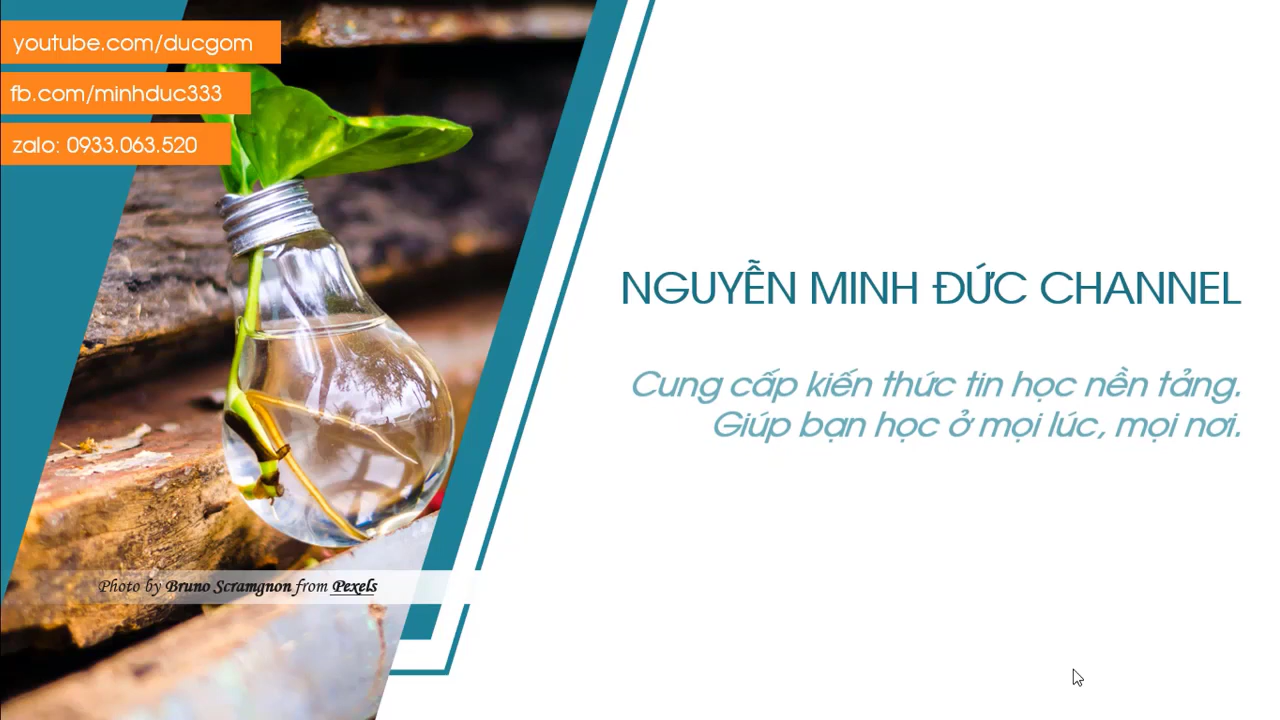 youtube.com/ducgom
fb.com/minhduc333
zalo: 0933.063.520
NGUYỄN MINH ĐỨC CHANNEL
Cung cấp kiến thức tin học nền tảng.
Giúp bạn học ở mọi lúc, mọi nơi.
Photo by Bruno Scramgnon from Pexels